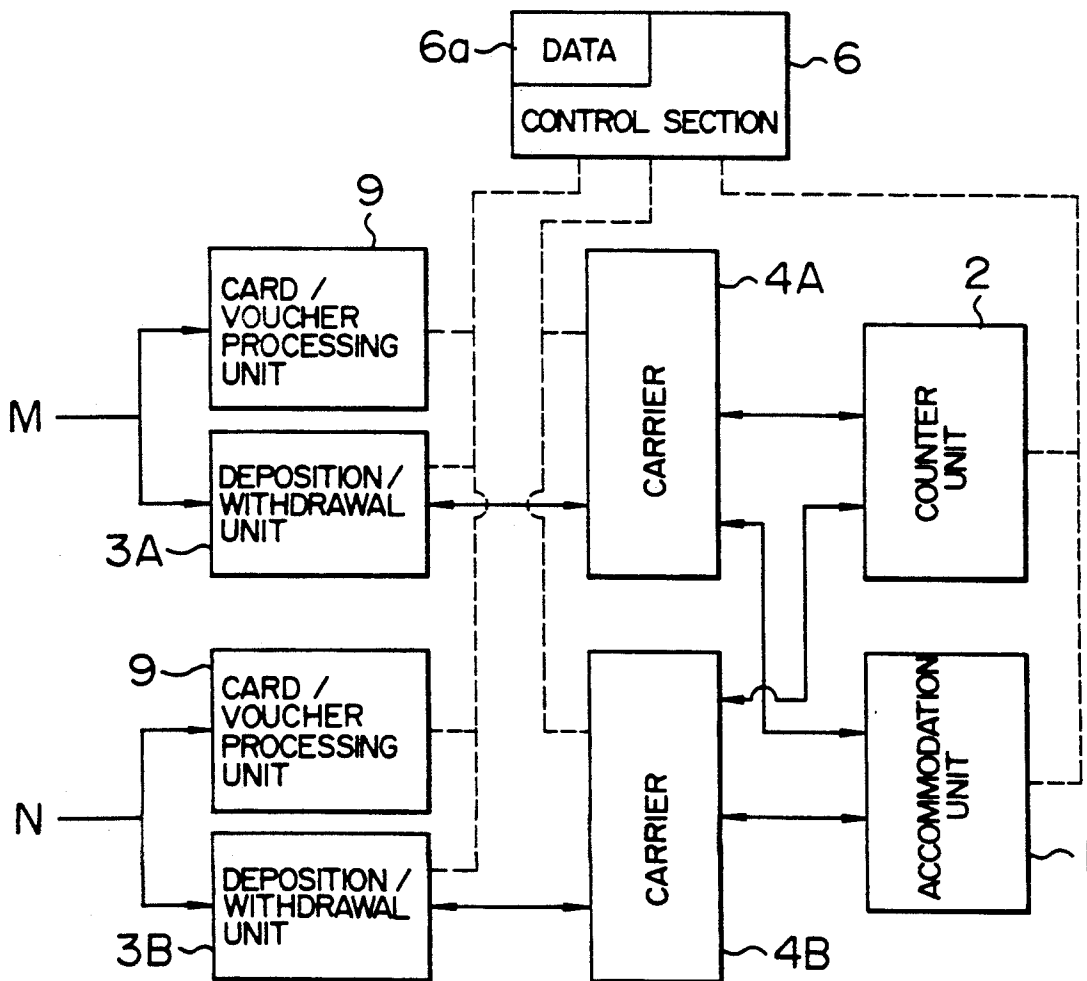 6a
DATA
6
CONTROL SECTION
9
CARD /
VOUCHER
PROCESSING
UNIT
4A
CARRIER
2
COUNTER
UNIT
M
DEPOSITION /
WITHDRAWAL
UNIT
3A
9
CARD /
VOUCHER
PROCESSING
UNIT
N
DEPOSITION /
WITHDRAWAL
UNIT
3B
CARRIER
4B
ACCOMMODATION
UNIT